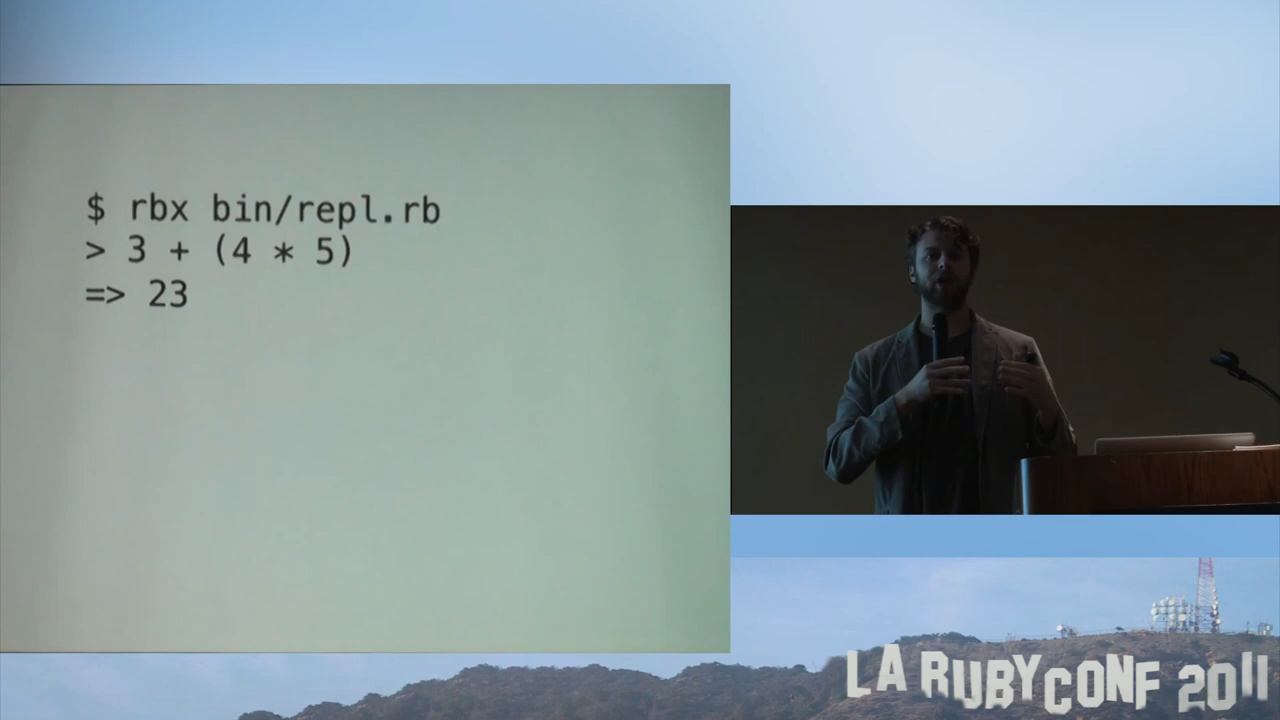 $ rbx bin/repl.rb
> 3 + (4 * 5)
=> 23
LA RUBYCONF 2011